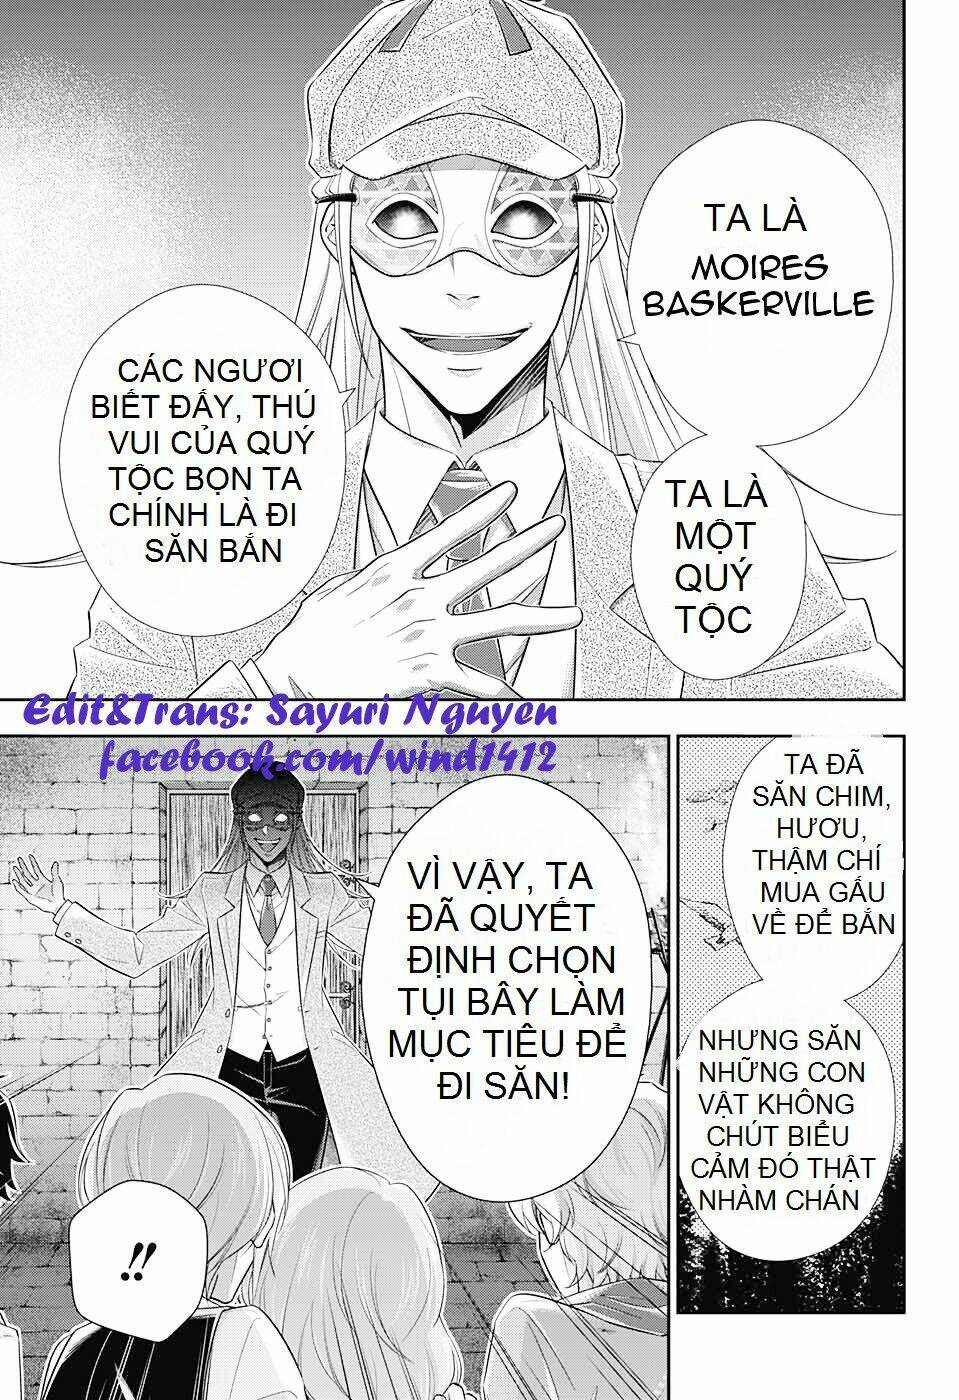 TA LÀ
MOIRES
BASKERVILLE
TA LÀ
MỘT
QUÝ
TỘC
CÁC NGƯƠI
BIẾT ĐẤY, THÚ
VUI CỦA QUÝ
TỘC BỌN TA
CHÍNH LÀ ĐI
SĂN BẮN
Edit&Trans: Sayuri Nguyen
facebook.com/wind1412
TA ĐÃ
SĂN CHIM,
HƯƠU,
THẬM CHÍ
MUA GẤU
VỀ ĐỂ BẮN
NHƯNG SĂN
NHỮNG CON
VẬT KHÔNG
CHÚT BIỂU
CẢM ĐÓ THẬT
NHÀM CHÁN
VÌ VẬY, TA
ĐÃ QUYẾT
ĐỊNH CHỌN
TỤI BÂY LÀM
MỤC TIÊU ĐỂ
ĐI SĂN!
!!